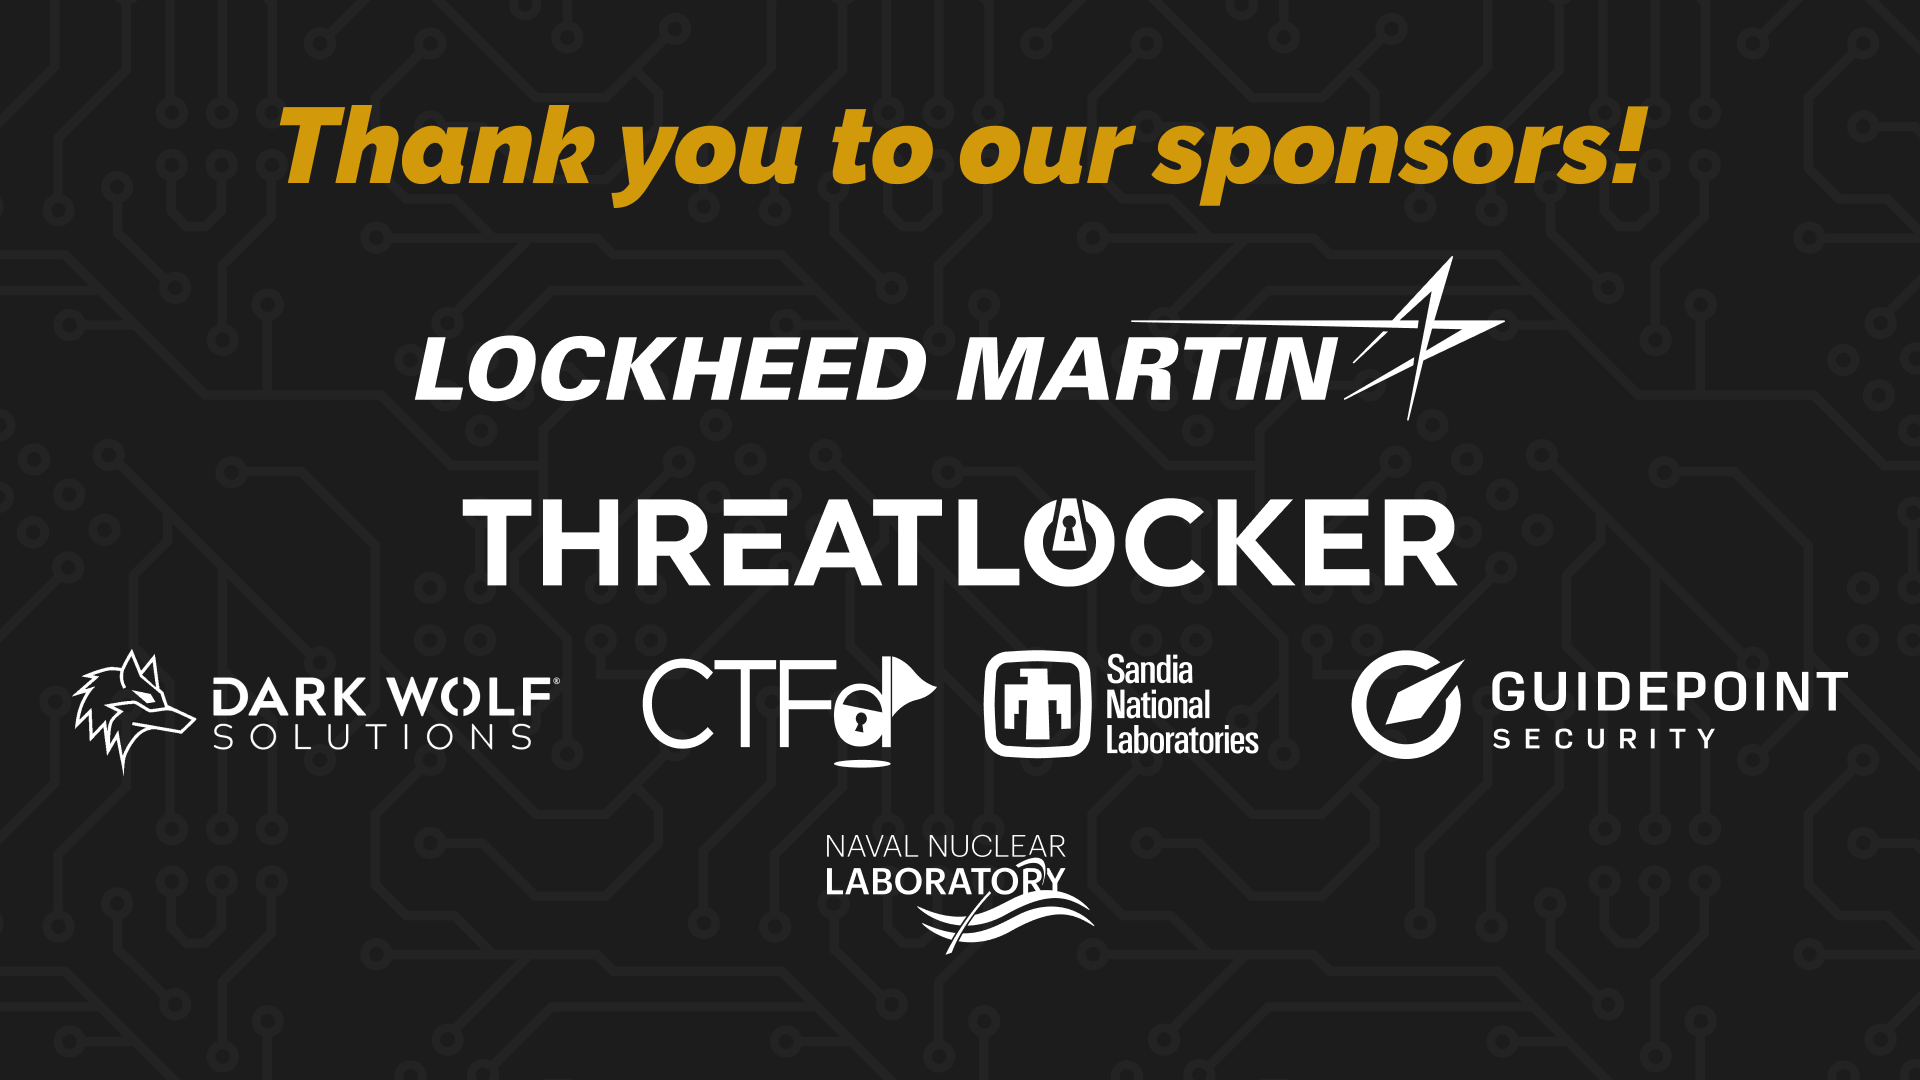 Thank you to our sponsors!
LOCKHEED MARTIN
THREATLOCKER
DARK WOLF®
SOLUTIONS
CTFd
Sandia
National
Laboratories
GUIDEPOINT
SECURITY
NAVAL NUCLEAR
LABORATORY